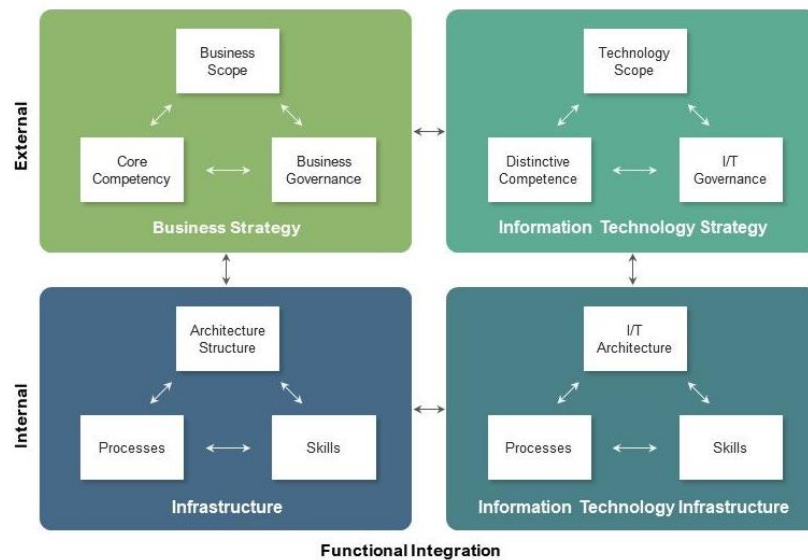 External
Business
Scope
Core
Competency
Business
Governance
Business Strategy
Technology
Scope
Distinctive
Competence
I/T
Governance
Information Technology Strategy
Internal
Architecture
Structure
Processes
Skills
Infrastructure
I/T
Architecture
Processes
Skills
Information Technology Infrastructure
Functional Integration